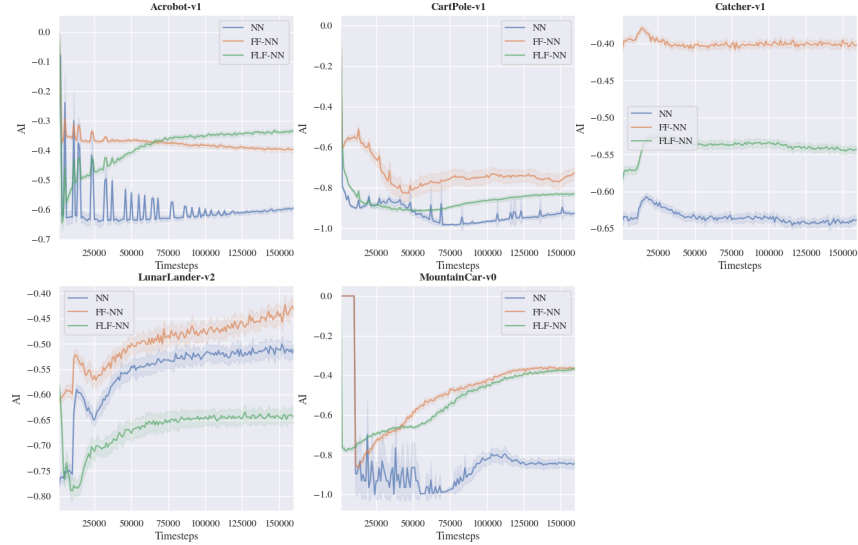 Acrobot-v1
0.0
−0.1
−0.2
−0.3
−0.4
−0.5
−0.6
−0.7
AI
NN
FF-NN
FLF-NN
25000 50000 75000 100000 125000 150000
Timesteps
CartPole-v1
0.0
−0.2
−0.4
−0.6
−0.8
−1.0
AI
NN
FF-NN
FLF-NN
25000 50000 75000 100000 125000 150000
Timesteps
Catcher-v1
−0.40
−0.45
−0.50
−0.55
−0.60
−0.65
AI
NN
FF-NN
FLF-NN
25000 50000 75000 100000 125000 150000
Timesteps
LunarLander-v2
−0.40
−0.45
−0.50
−0.55
−0.60
−0.65
−0.70
−0.75
−0.80
AI
NN
FF-NN
FLF-NN
25000 50000 75000 100000 125000 150000
Timesteps
MountainCar-v0
0.0
−0.2
−0.4
−0.6
−0.8
−1.0
AI
NN
FF-NN
FLF-NN
25000 50000 75000 100000 125000 150000
Timesteps